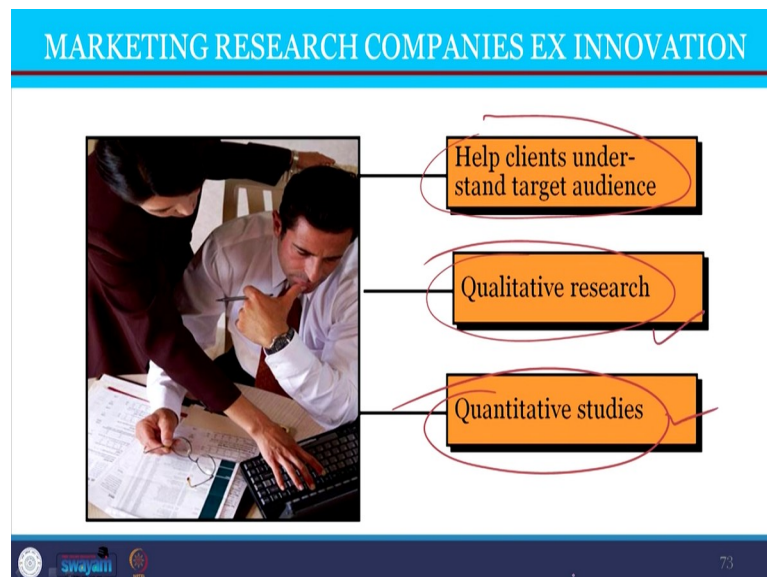 MARKETING RESEARCH COMPANIES EX INNOVATION
Help clients under-
stand target audience
Qualitative research
Quantitative studies
swayam
73